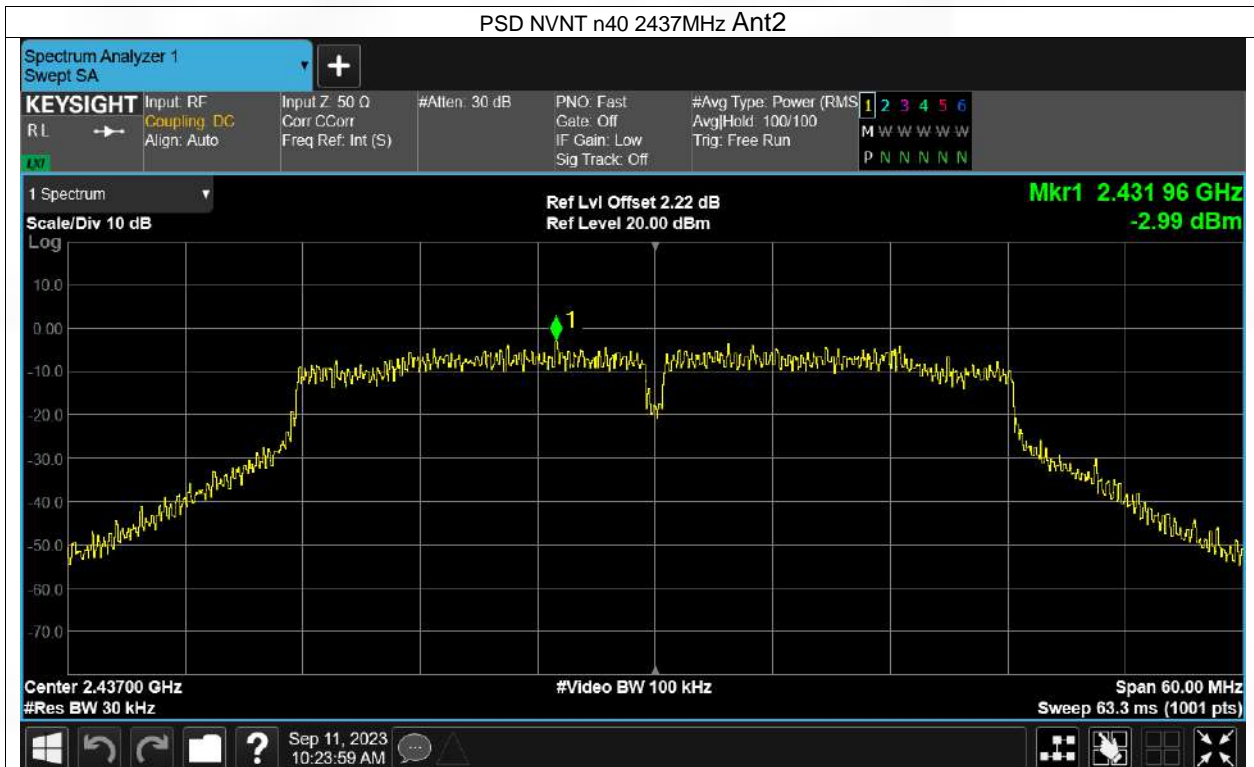 PSD NVNT n40 2437MHz Ant2
Spectrum Analyzer 1
Swept SA
+
KEYSIGHT
RL
LXI
Input: RF
Coupling: DC
Align: Auto
Input Z: 50 Ω
Corr CCorr
Freq Ref: Int (S)
#Atten: 30 dB
PNO: Fast
Gate: Off
IF Gain: Low
Sig Track: Off
#Avg Type: Power (RMS
Avg|Hold: 100/100
Trig: Free Run
1 2 3 4 5 6
M W W W W W
P N N N N N
1 Spectrum
Scale/Div 10 dB
Log
Ref Lvl Offset 2.22 dB
Ref Level 20.00 dBm
Mkr1 2.431 96 GHz
-2.99 dBm
10.0
0.00
-10.0
-20.0
-30.0
-40.0
-50.0
-60.0
-70.0
1
Center 2.43700 GHz
#Res BW 30 kHz
#Video BW 100 kHz
Span 60.00 MHz
Sweep 63.3 ms (1001 pts)
?
Sep 11, 2023
10:23:59 AM